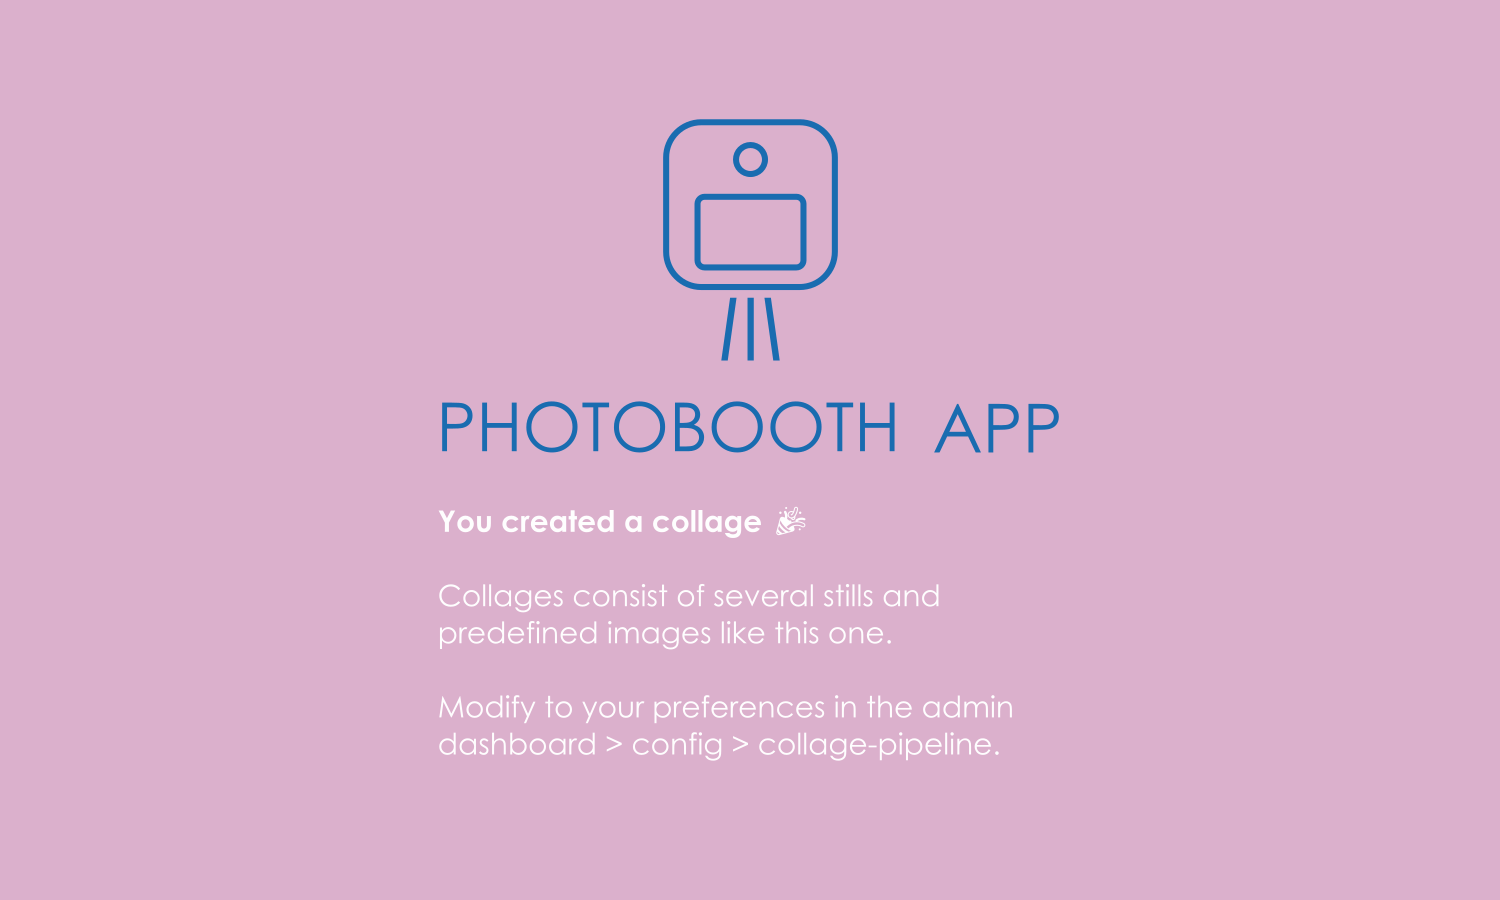 PHOTOBOOTH APP
You created a collage 🎉
Collages consist of several stills and
predefined images like this one.
Modify to your preferences in the admin
dashboard > config > collage-pipeline.